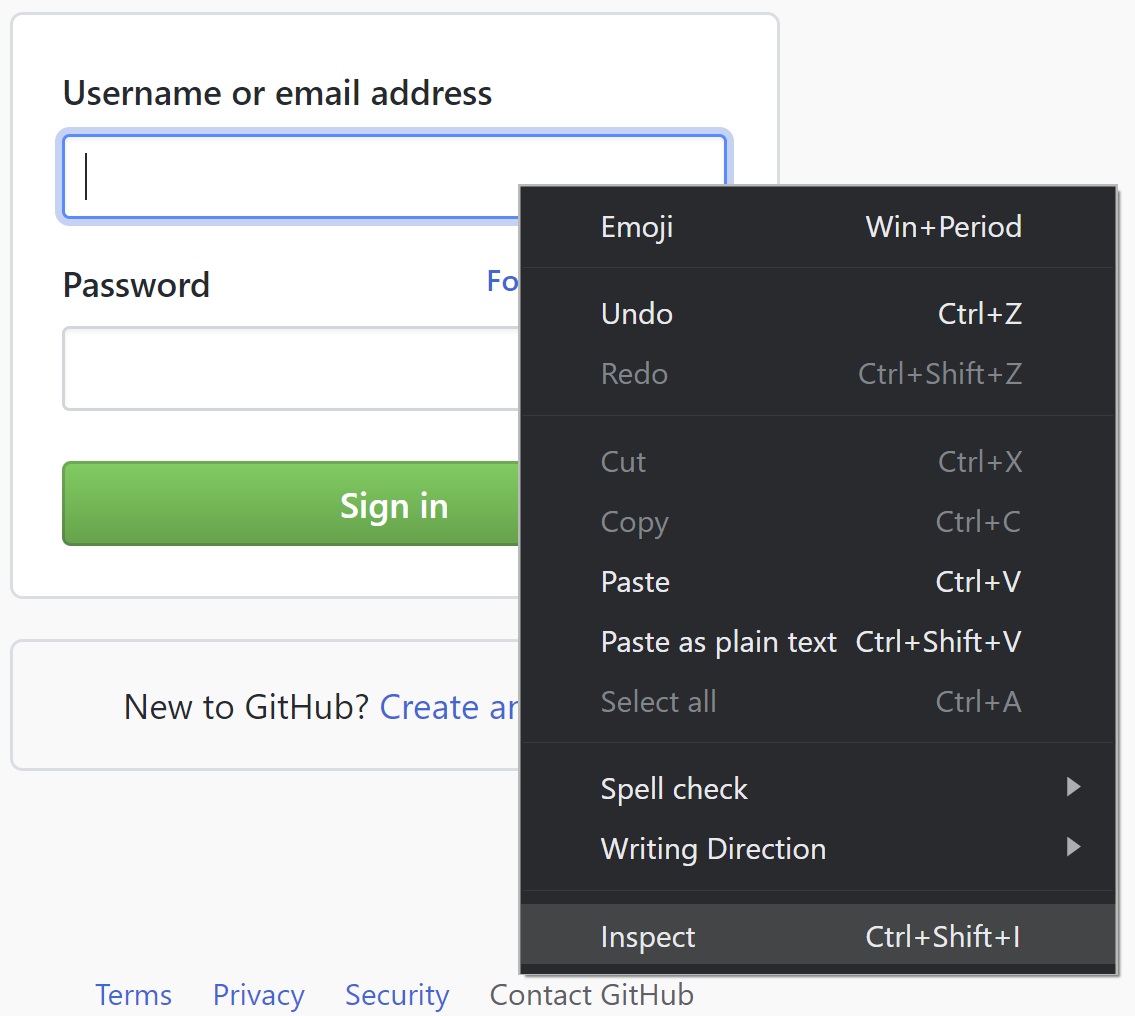 Username or email address
Password
Sign in
New to GitHub? Create
Terms Privacy Security Contact GitHub
Emoji Win+Period
Undo Ctrl+Z
Redo Ctrl+Shift+Z
Cut Ctrl+X
Copy Ctrl+C
Paste Ctrl+V
Paste as plain text Ctrl+Shift+V
Select all Ctrl+A
Spell check
Writing Direction
Inspect Ctrl+Shift+I